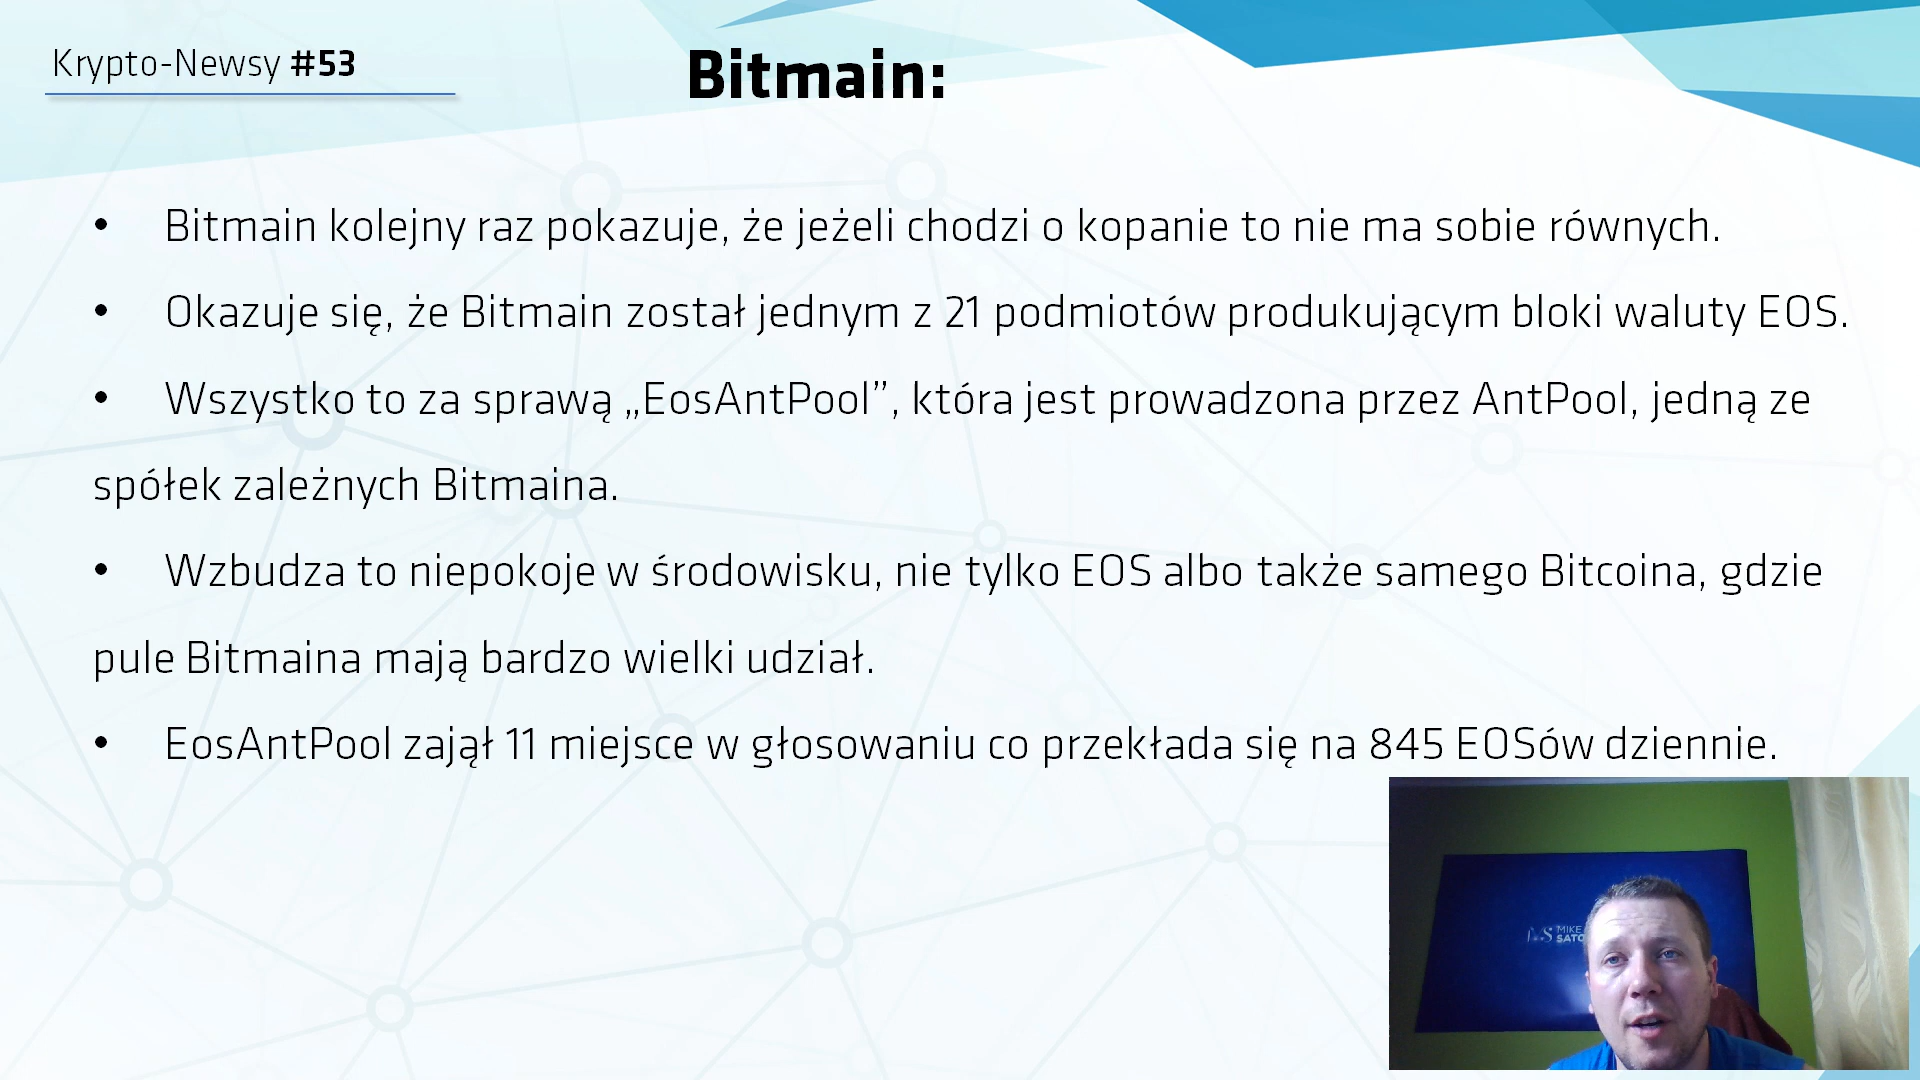 Krypto-Newsy #53
Bitmain:
• Bitmain kolejny raz pokazuje, że jeżeli chodzi o kopanie to nie ma sobie równych.
• Okazuje się, że Bitmain został jednym z 21 podmiotów produkującym bloki waluty EOS.
• Wszystko to za sprawą „EosAntPool”, która jest prowadzona przez AntPool, jedną ze
spółek zależnych Bitmaina.
• Wzbudza to niepokoje w środowisku, nie tylko EOS albo także samego Bitcoina, gdzie
pule Bitmaina mają bardzo wielki udział.
• EosAntPool zajął 11 miejsce w głosowaniu co przekłada się na 845 EOSów dziennie.
MS MIKE
SATO